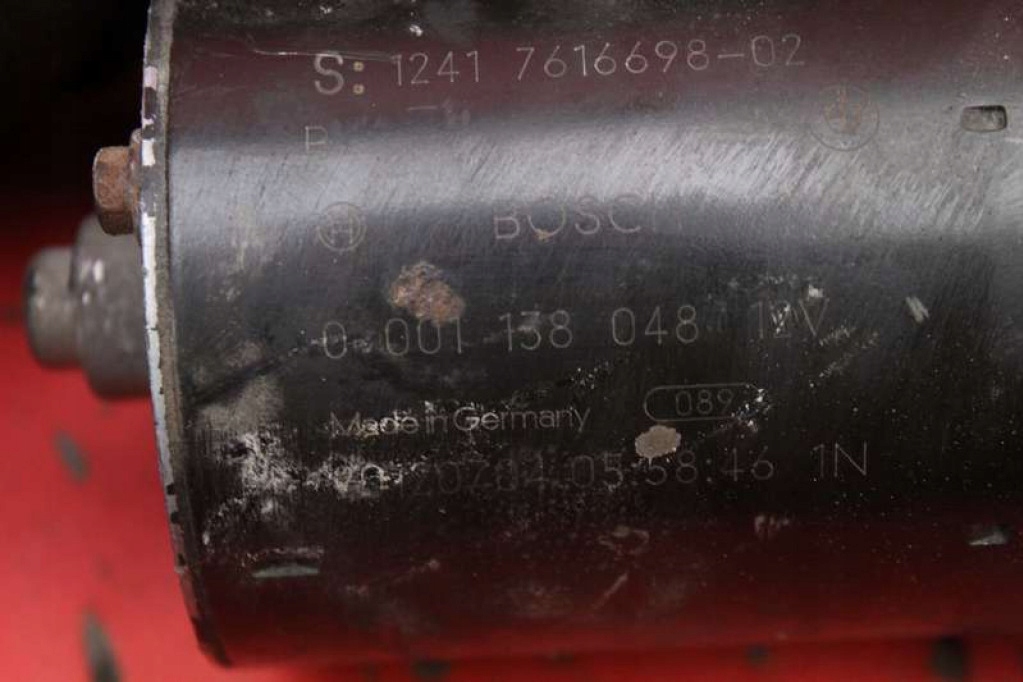 S: 1241 7616698-02
BOSCH
0 001 138 048 12V
Made in Germany
089
05:58:46 1N